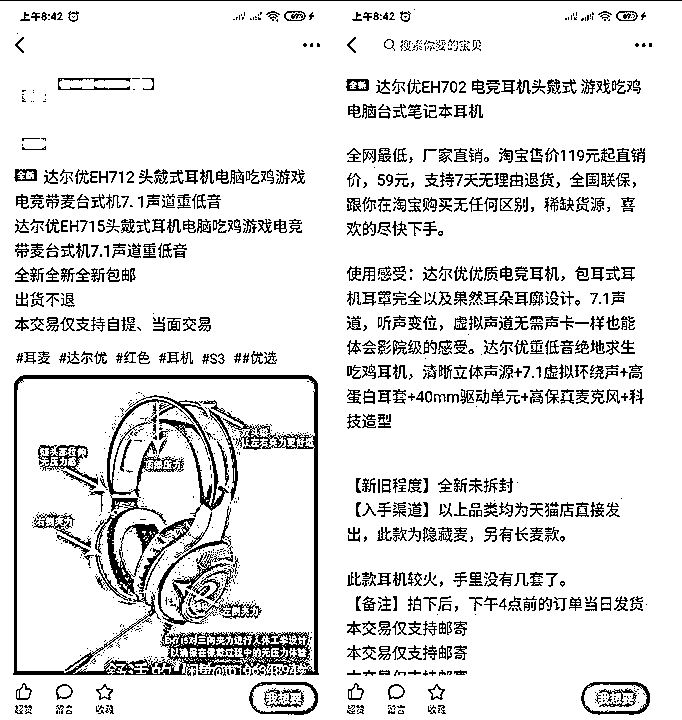 上午8:42
全新 达尔优EH712 头戴式耳机电脑吃鸡游戏
电竞带麦台式机7.1声道重低音
达尔优EH715头戴式耳机电脑吃鸡游戏电竞
带麦台式机7.1声道重低音
全新全新全新包邮
出货不退
本交易仅支持自提、当面交易
#耳麦 #达尔优 #红色 #耳机 #S3 ##优选
超赞 留言 收藏
我想要
上午8:42
搜索你要的宝贝
全新 达尔优EH702 电竞耳机头戴式 游戏吃鸡
电脑台式笔记本耳机
全网最低，厂家直销。淘宝售价119元起直销
价，59元，支持7天无理由退货，全国联保，
跟你在淘宝购买无任何区别，稀缺货源，喜
欢的尽快下手。
使用感受：达尔优优质电竞耳机，包耳式耳
机耳罩完全以及果然耳朵耳廓设计。7.1声
道，听声变位，虚拟声道无需声卡一样也能
体会影院级的感受。达尔优重低音绝地求生
吃鸡耳机，清晰立体声源+7.1虚拟环绕声+高
蛋白耳套+40mm驱动单元+高保真麦克风+科
技造型
【新旧程度】全新未拆封
【入手渠道】以上品类均为天猫店直接发
出，此款为隐藏麦，另有长麦款。
此款耳机较火，手里没有几套了。
【备注】拍下后，下午4点前的订单当日发货
本交易仅支持邮寄
本交易仅支持邮寄
本交易仅支持邮寄
超赞 留言 收藏
我想要